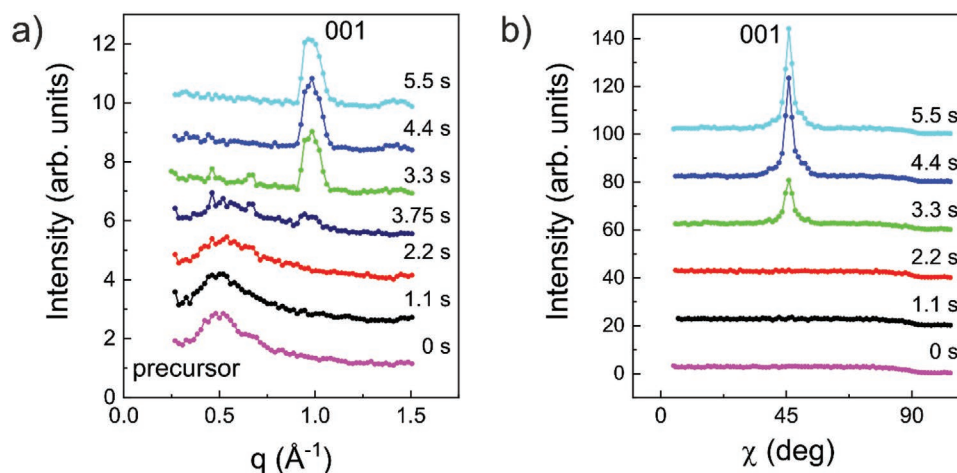 a)
001
12
10
8
6
4
2
0
Intensity (arb. units)
5.5 s
4.4 s
3.3 s
3.75 s
2.2 s
1.1 s
0 s
precursor
0.0 0.5 1.0 1.5
q (Å⁻¹)
b)
001
140
120
100
80
60
40
20
0
Intensity (arb. units)
5.5 s
4.4 s
3.3 s
2.2 s
1.1 s
0 s
0 45 90
χ (deg)